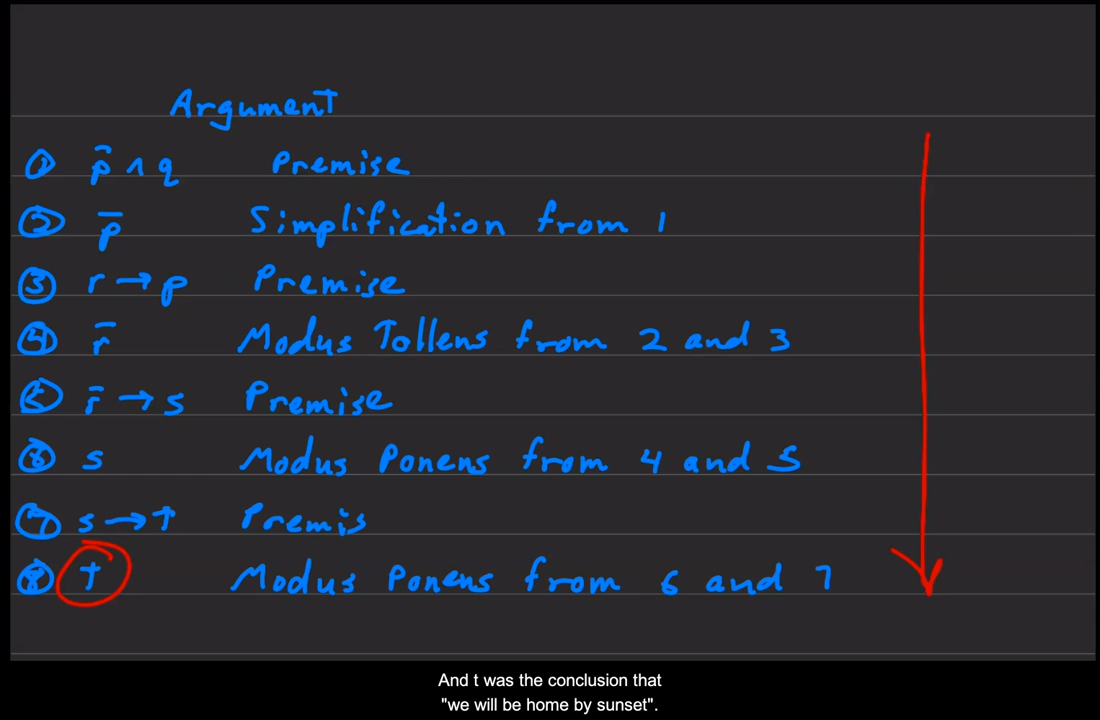 Argument
① p̄ ∧ q Premise
② p̄ Simplification from 1
③ r → p Premise
④ r̄ Modus Tollens from 2 and 3
⑤ r̄ → s Premise
⑥ s Modus Ponens from 4 and 5
⑦ s → t Premis
⑧ t Modus Ponens from 6 and 7
And t was the conclusion that
"we will be home by sunset".